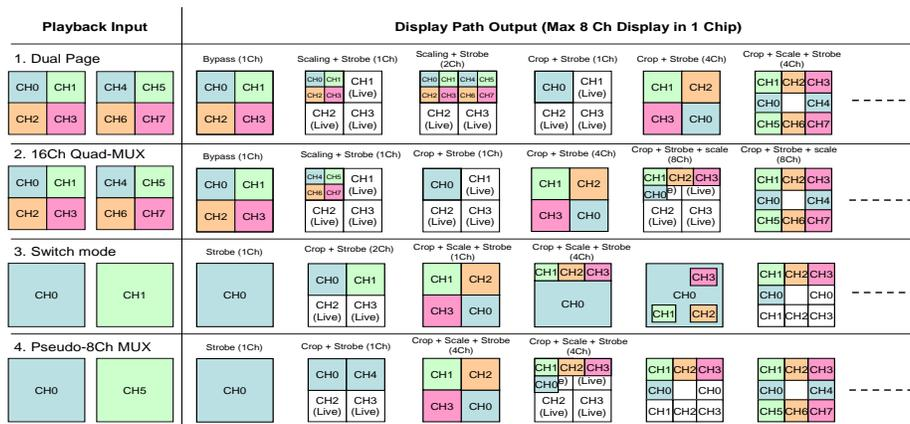 Playback Input
Display Path Output (Max 8 Ch Display in 1 Chip)
1. Dual Page
CH0 CH1 CH4 CH5
CH2 CH3 CH6 CH7
Bypass (1Ch)
CH0 CH1
CH2 CH3
Scaling + Strobe (1Ch)
CH0 CH1 CH1
(Live)
CH2 CH3
CH2 CH3
(Live) (Live)
Scaling + Strobe
(2Ch)
CH0 CH1 CH4 CH5
CH2 CH3 CH6 CH7
CH2 CH3
(Live) (Live)
Crop + Strobe (1Ch)
CH0 CH1
(Live)
CH2 CH3
(Live) (Live)
Crop + Strobe (4Ch)
CH1 CH2
CH3 CH0
Crop + Scale + Strobe
(4Ch)
CH1 CH2 CH3
CH0 CH4
CH5 CH6 CH7
2. 16Ch Quad-MUX
CH0 CH1 CH4 CH5
CH2 CH3 CH6 CH7
Bypass (1Ch)
CH0 CH1
CH2 CH3
Scaling + Strobe (1Ch)
CH4 CH5 CH1
(Live)
CH6 CH7
CH2 CH3
(Live) (Live)
Crop + Strobe (1Ch)
CH0 CH1
(Live)
CH2 CH3
(Live) (Live)
Crop + Strobe (4Ch)
CH1 CH2
CH3 CH0
Crop + Strobe + scale
(8Ch)
CH1 CH2 CH3
CH0 e) (Live)
CH2 CH3
(Live) (Live)
Crop + Strobe + scale
(8Ch)
CH1 CH2 CH3
CH0 CH4
CH5 CH6 CH7
3. Switch mode
CH0 CH1
Strobe (1Ch)
CH0
Crop + Strobe (2Ch)
CH0 CH1
CH2 CH3
(Live) (Live)
Crop + Scale + Strobe
(1Ch)
CH1 CH2
CH3 CH0
Crop + Scale + Strobe
(4Ch)
CH1 CH2 CH3
CH0
CH3
CH0
CH1 CH2
CH1 CH2 CH3
CH0 CH0
CH1 CH2 CH3
4. Pseudo-8Ch MUX
CH0 CH5
Strobe (1Ch)
CH0
Crop + Strobe (1Ch)
CH0 CH4
CH2 CH3
(Live) (Live)
Crop + Scale + Strobe
(4Ch)
CH1 CH2
CH3 CH0
Crop + Scale + Strobe
(4Ch)
CH1 CH2 CH3
CH0 e) (Live)
CH2 CH3
(Live) (Live)
CH1 CH2 CH3
CH0 CH0
CH1 CH2 CH3
CH1 CH2 CH3
CH0 CH4
CH5 CH6 CH7